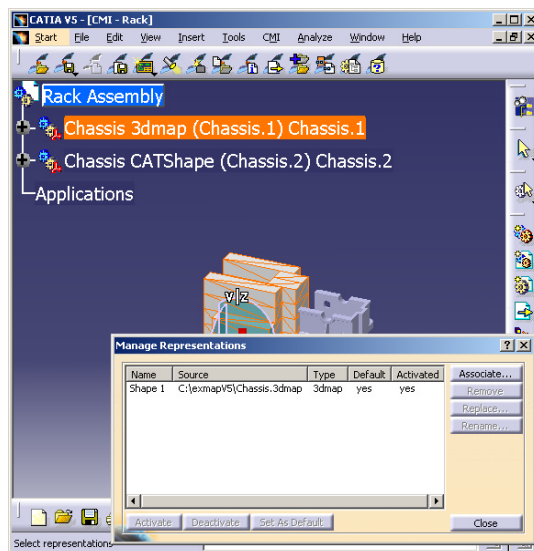 CATIA V5 - [CMI - Rack]
Start File Edit View Insert Tools CMI Analyze Window Help
Rack Assembly
Chassis 3dmap (Chassis.1) Chassis.1
Chassis CATShape (Chassis.2) Chassis.2
Applications
v|z
Manage Representations
Name Source Type Default Activated
Shape 1 C:\exmapV5\Chassis.3dmap 3dmap yes yes
Associate...
Remove
Replace...
Rename...
Activate Deactivate Set As Default Close
Select representations